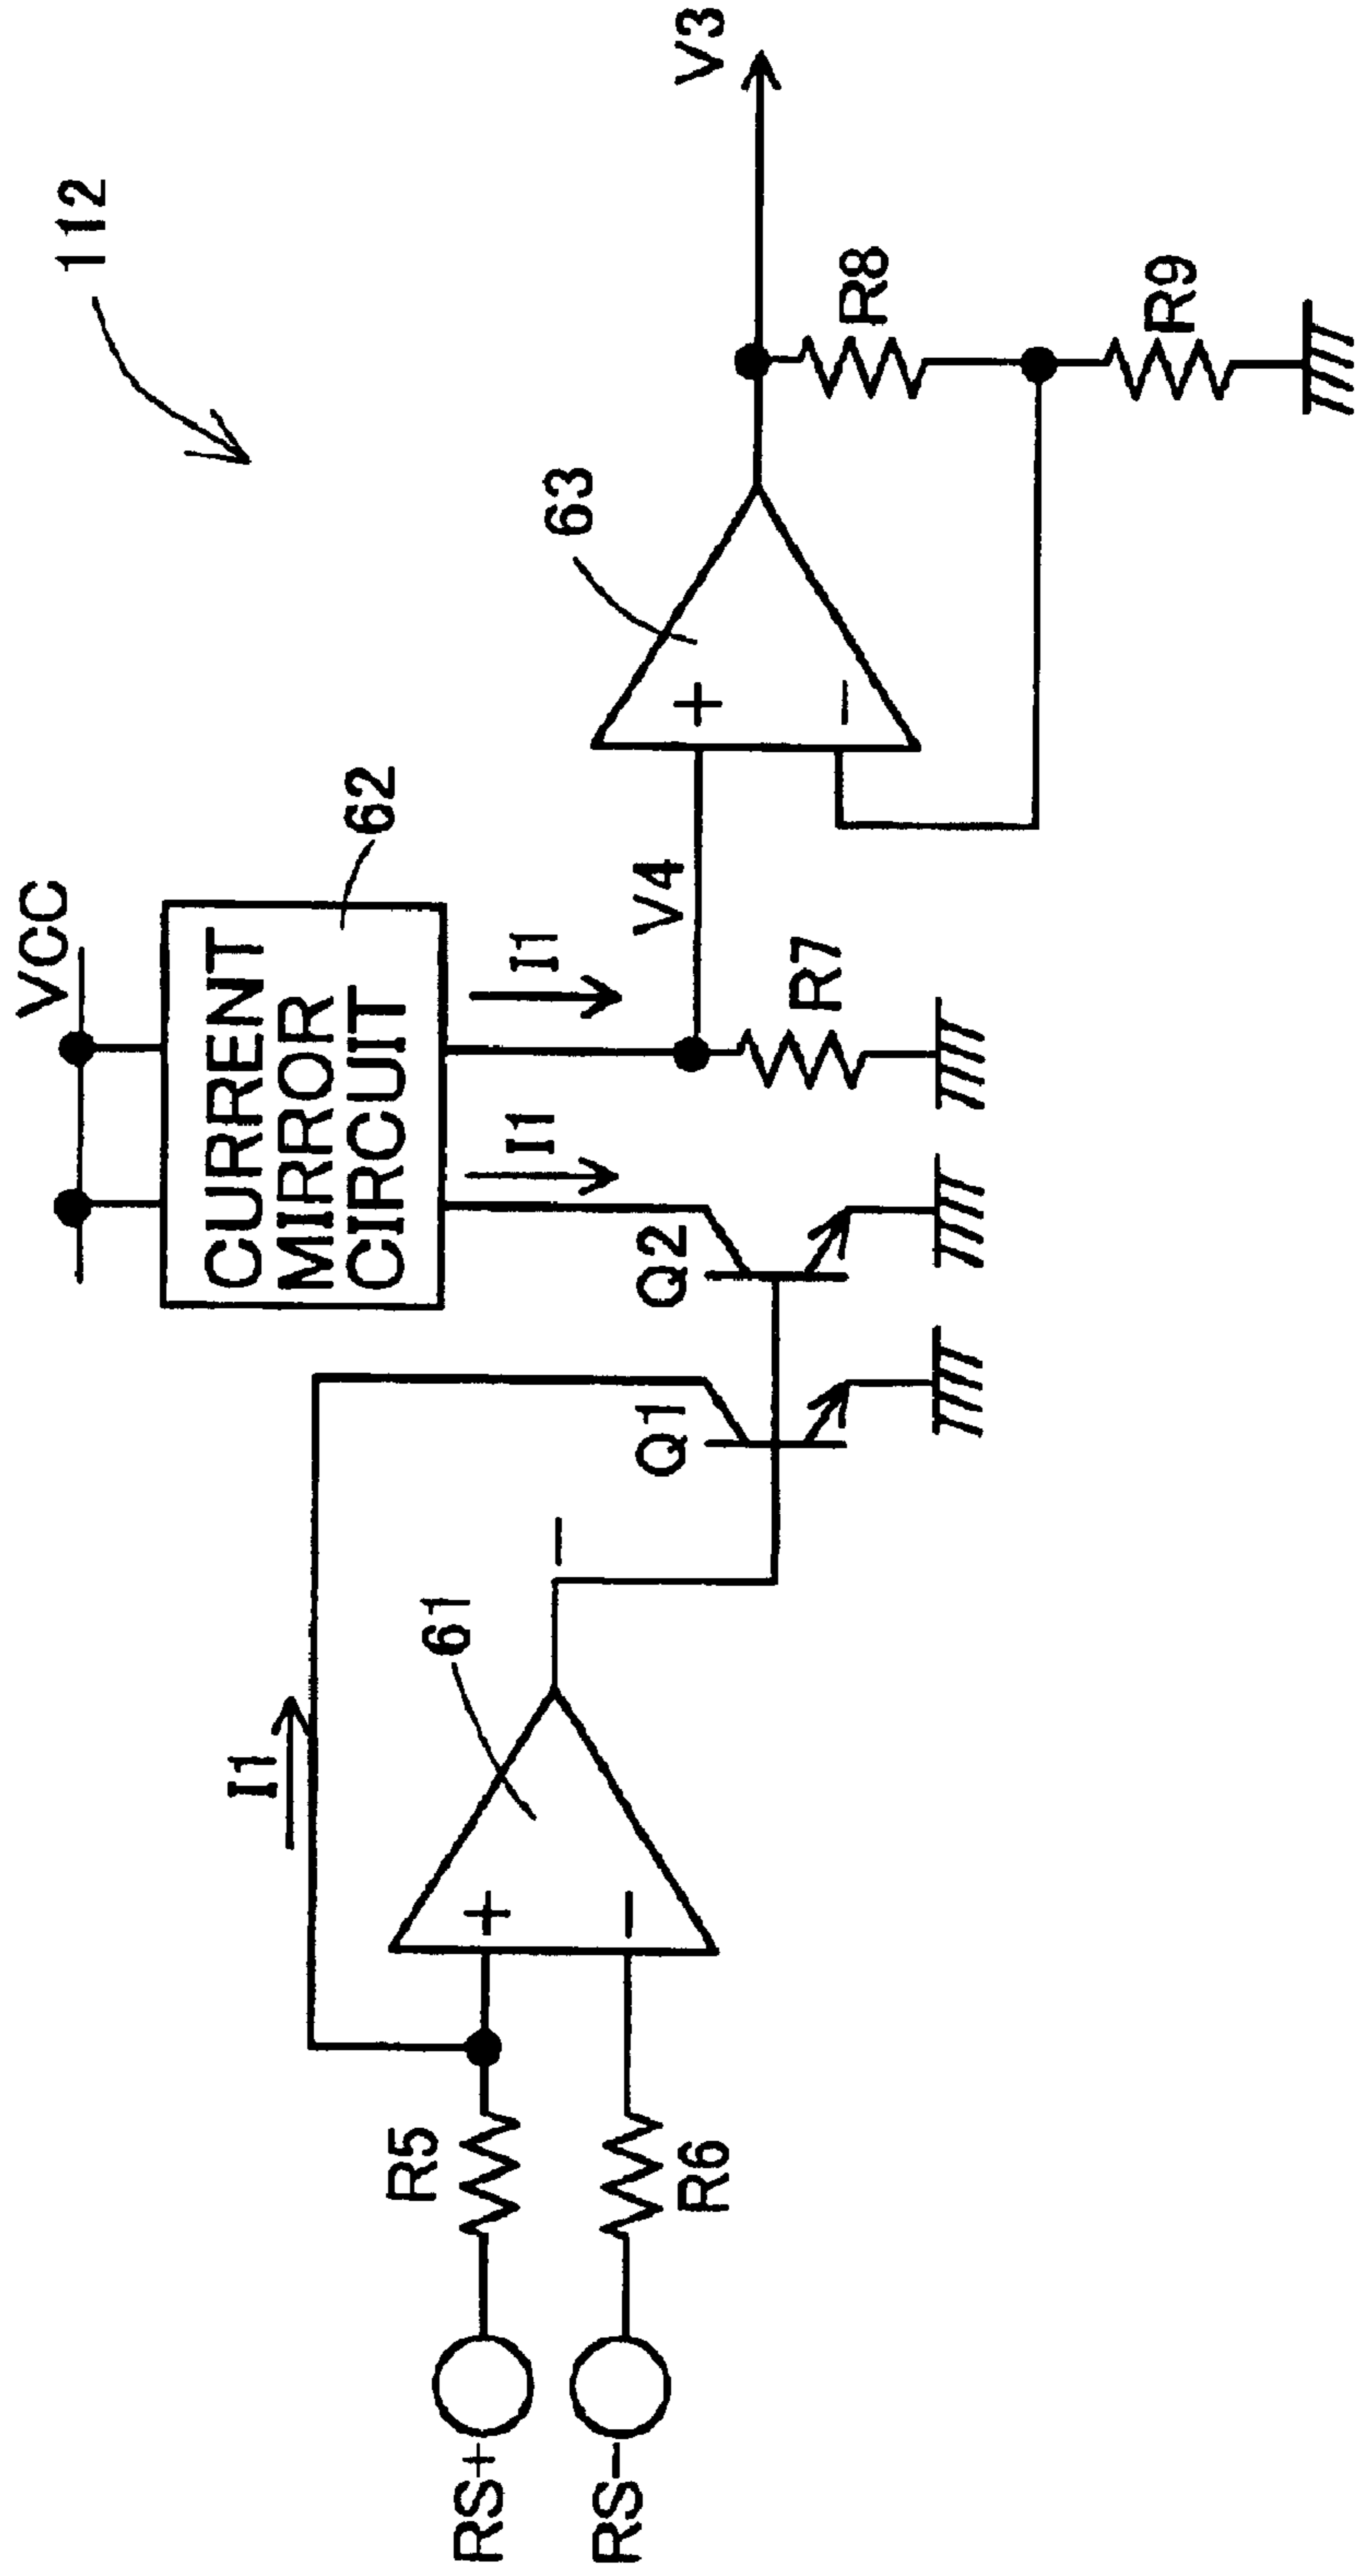 112
VCC
CURRENT
MIRROR
CIRCUIT
62
I1
I1
I1
61
63
V3
V4
+
−
−
+
−
Q1
Q2
R5
R6
R7
R8
R9
RS+
RS−